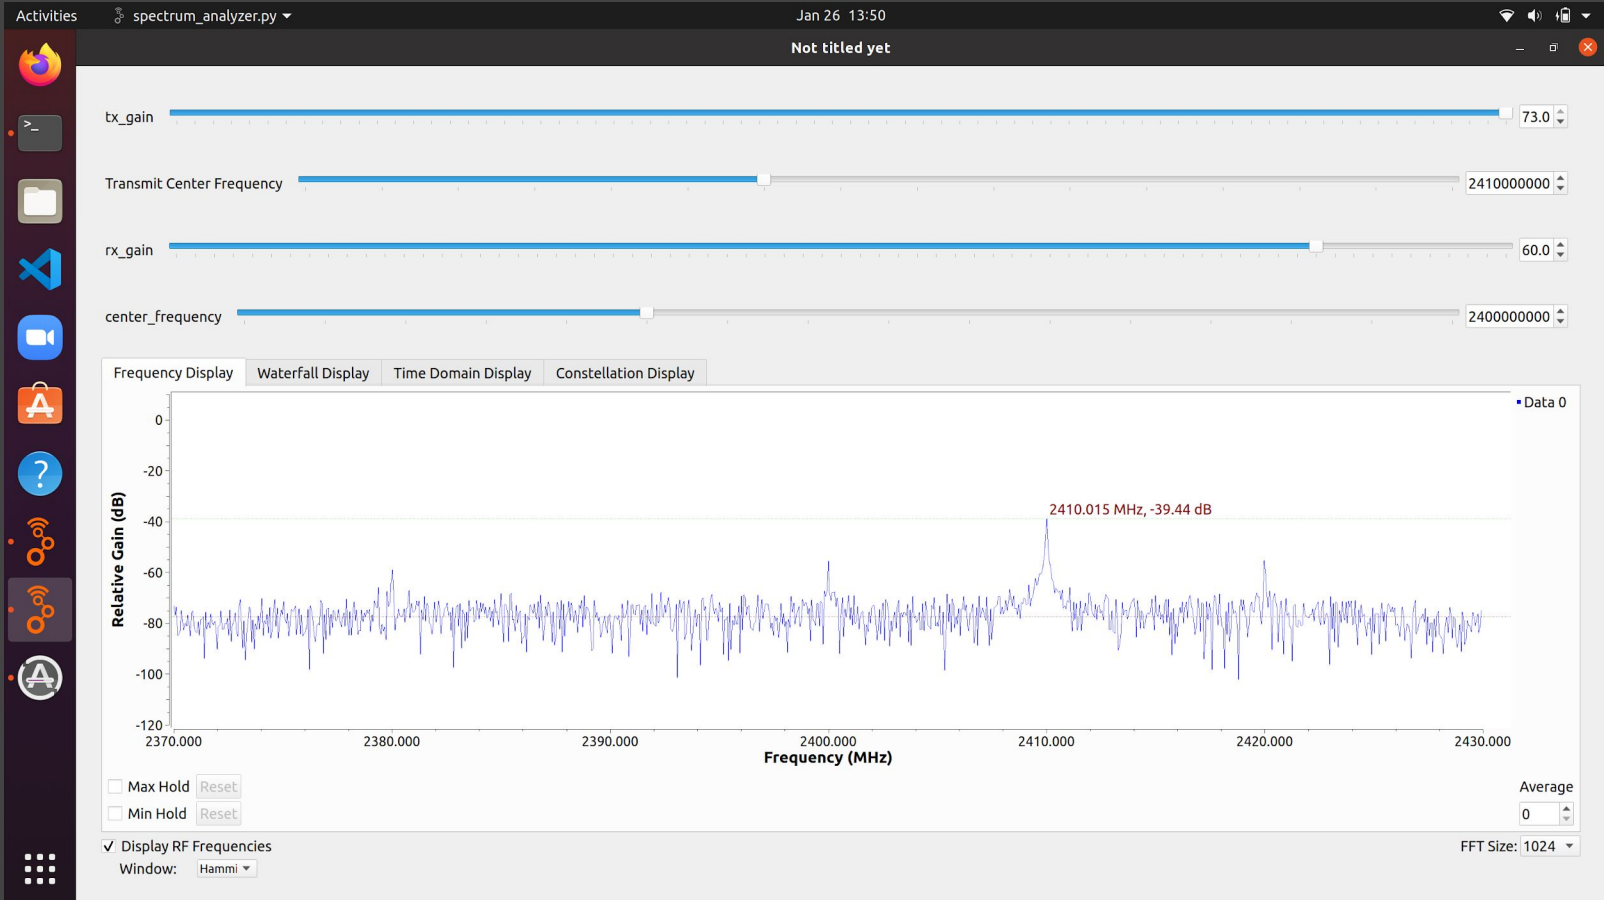 Activities
spectrum_analyzer.py
Jan 26 13:50
Not titled yet
tx_gain
73.0
Transmit Center Frequency
2410000000
rx_gain
60.0
center_frequency
2400000000
Frequency Display
Waterfall Display
Time Domain Display
Constellation Display
Data 0
0
-20
-40
-60
-80
-100
-120
Relative Gain (dB)
2410.015 MHz, -39.44 dB
2370.000
2380.000
2390.000
2400.000
2410.000
2420.000
2430.000
Frequency (MHz)
Max Hold
Reset
Average
Min Hold
Reset
0
Display RF Frequencies
FFT Size: 1024
Window: Hammi